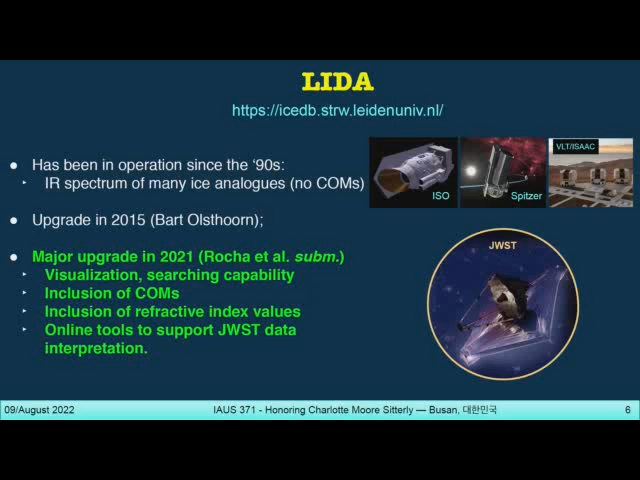 LIDA
https://icedb.strw.leidenuniv.nl/
● Has been in operation since the ‘90s:
‣ IR spectrum of many ice analogues (no COMs)
ISO
Spitzer
VLT/ISAAC
● Upgrade in 2015 (Bart Olsthoorn);
● Major upgrade in 2021 (Rocha et al. subm.)
‣ Visualization, searching capability
‣ Inclusion of COMs
‣ Inclusion of refractive index values
‣ Online tools to support JWST data
interpretation.
JWST
09/August 2022
IAUS 371 - Honoring Charlotte Moore Sitterly — Busan, 대한민국
6